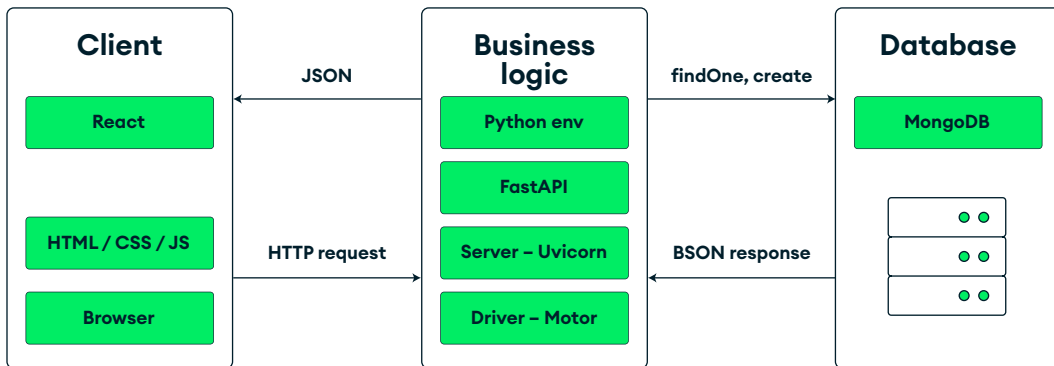 Client
React
HTML / CSS / JS
Browser
JSON
HTTP request
Business
logic
Python env
FastAPI
Server – Uvicorn
Driver – Motor
findOne, create
BSON response
Database
MongoDB